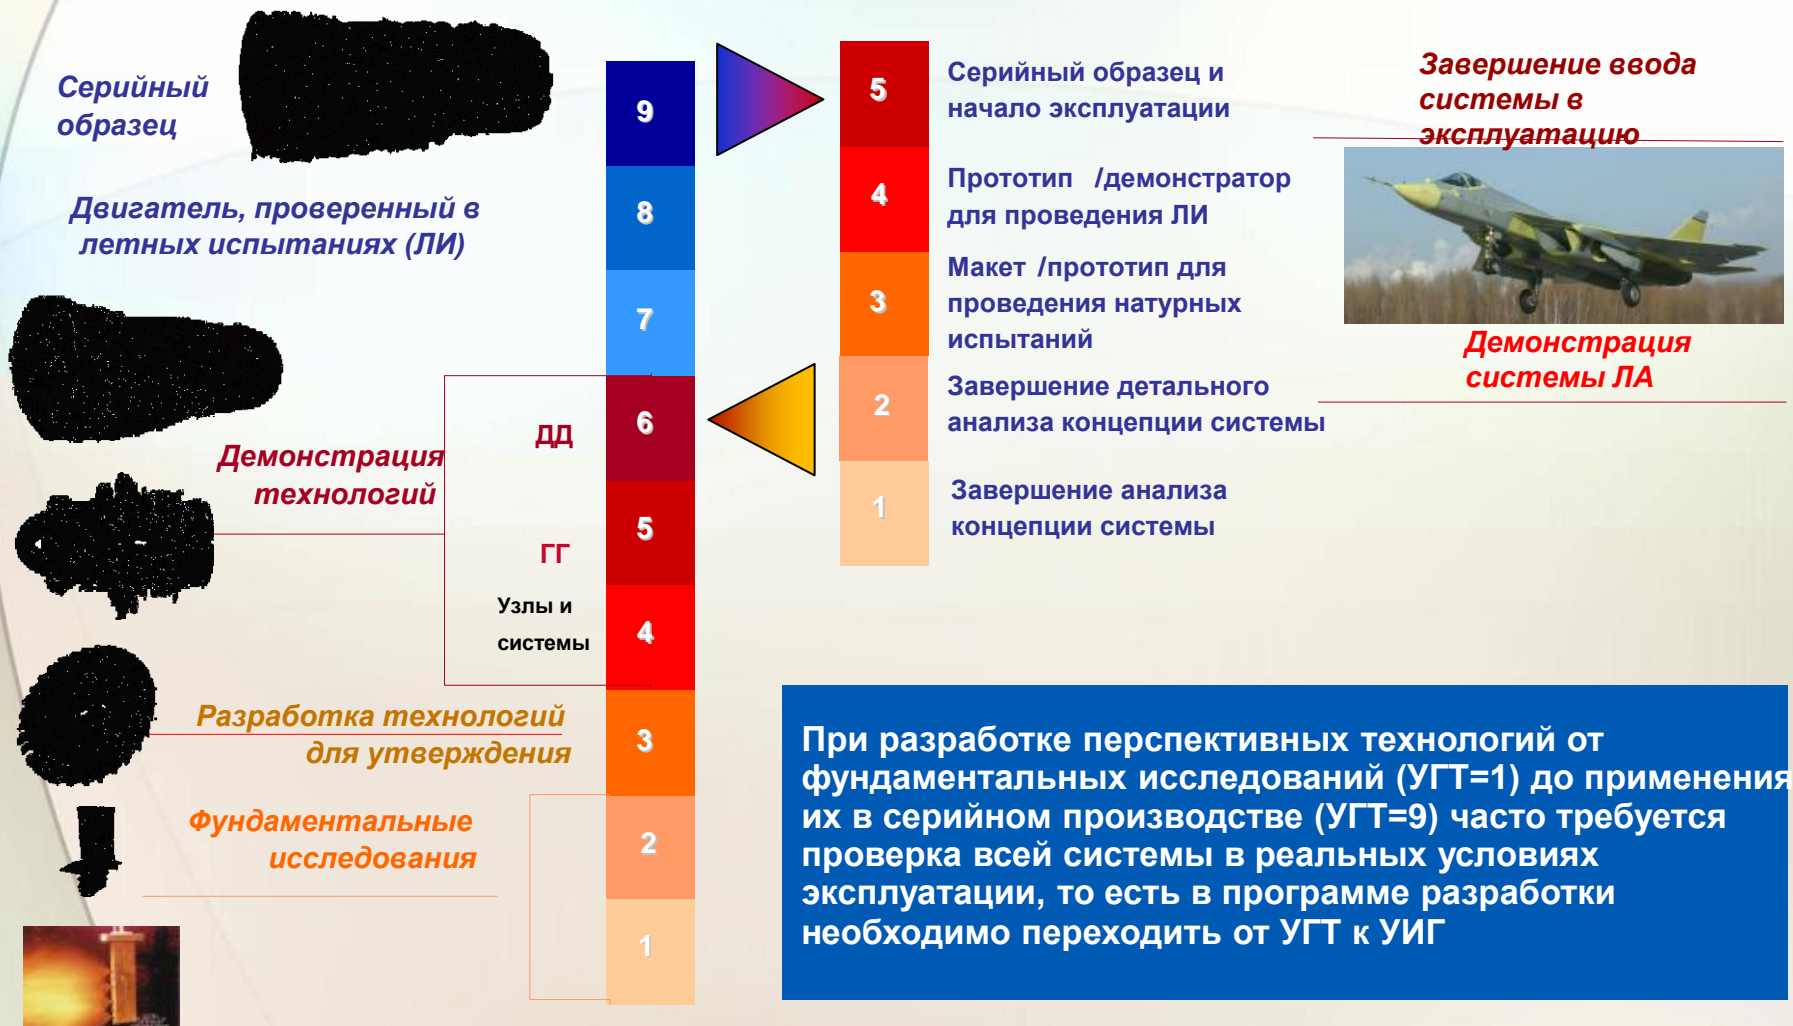 Серийный
образец
9
Двигатель, проверенный в
летных испытаниях (ЛИ)
8
7
Демонстрация
технологий
ДД
6
ГГ
5
Узлы и
системы
4
Разработка технологий
для утверждения
3
Фундаментальные
исследования
2
1
5
Серийный образец и
начало эксплуатации
4
Прототип /демонстратор
для проведения ЛИ
3
Макет /прототип для
проведения натурных
испытаний
2
Завершение детального
анализа концепции системы
1
Завершение анализа
концепции системы
Завершение ввода
системы в
эксплуатацию
Демонстрация
системы ЛА
При разработке перспективных технологий от
фундаментальных исследований (УГТ=1) до применения
их в серийном производстве (УГТ=9) часто требуется
проверка всей системы в реальных условиях
эксплуатации, то есть в программе разработки
необходимо переходить от УГТ к УИГ